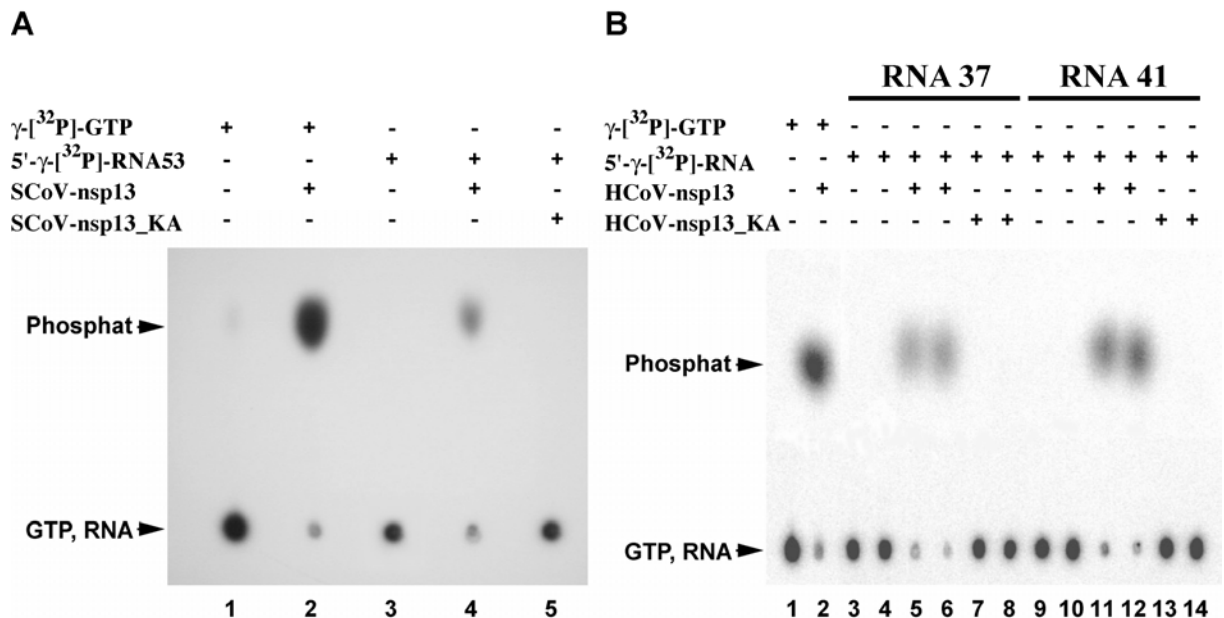 A
γ-[³²P]-GTP + + - - -
5'-γ-[³²P]-RNA53 - - + + +
SCoV-nsp13 - + - + -
SCoV-nsp13_KA - - - - +
Phosphat
GTP, RNA
1 2 3 4 5
B
RNA 37 RNA 41
γ-[³²P]-GTP + + - - - - - - - - - - - -
5'-γ-[³²P]-RNA - - + + + + + + + + + + + +
HCoV-nsp13 - + - - + + - - - - + + - -
HCoV-nsp13_KA - - - - - - + + - - - - + +
Phosphat
GTP, RNA
1 2 3 4 5 6 7 8 9 10 11 12 13 14